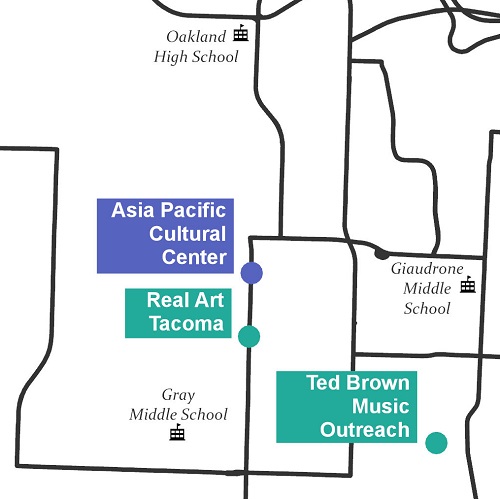 Oakland
High School
Asia Pacific
Cultural
Center
Real Art
Tacoma
Giaudrone
Middle
School
Ted Brown
Music
Outreach
Gray
Middle School